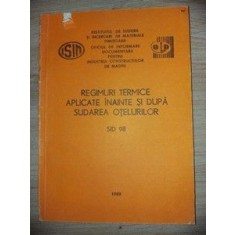 INSTITUTUL DE SUDURĂ
ȘI ÎNCERCĂRI DE MATERIALE
TIMIȘOARA
OFICIUL DE INFORMARE
DOCUMENTARĂ
PENTRU
INDUSTRIA CONSTRUCȚIILOR
DE MAȘINI
ISIM
REGIMURI TERMICE
APLICATE ÎNAINTE ȘI DUPĂ
SUDAREA OȚELURILOR
SID 98